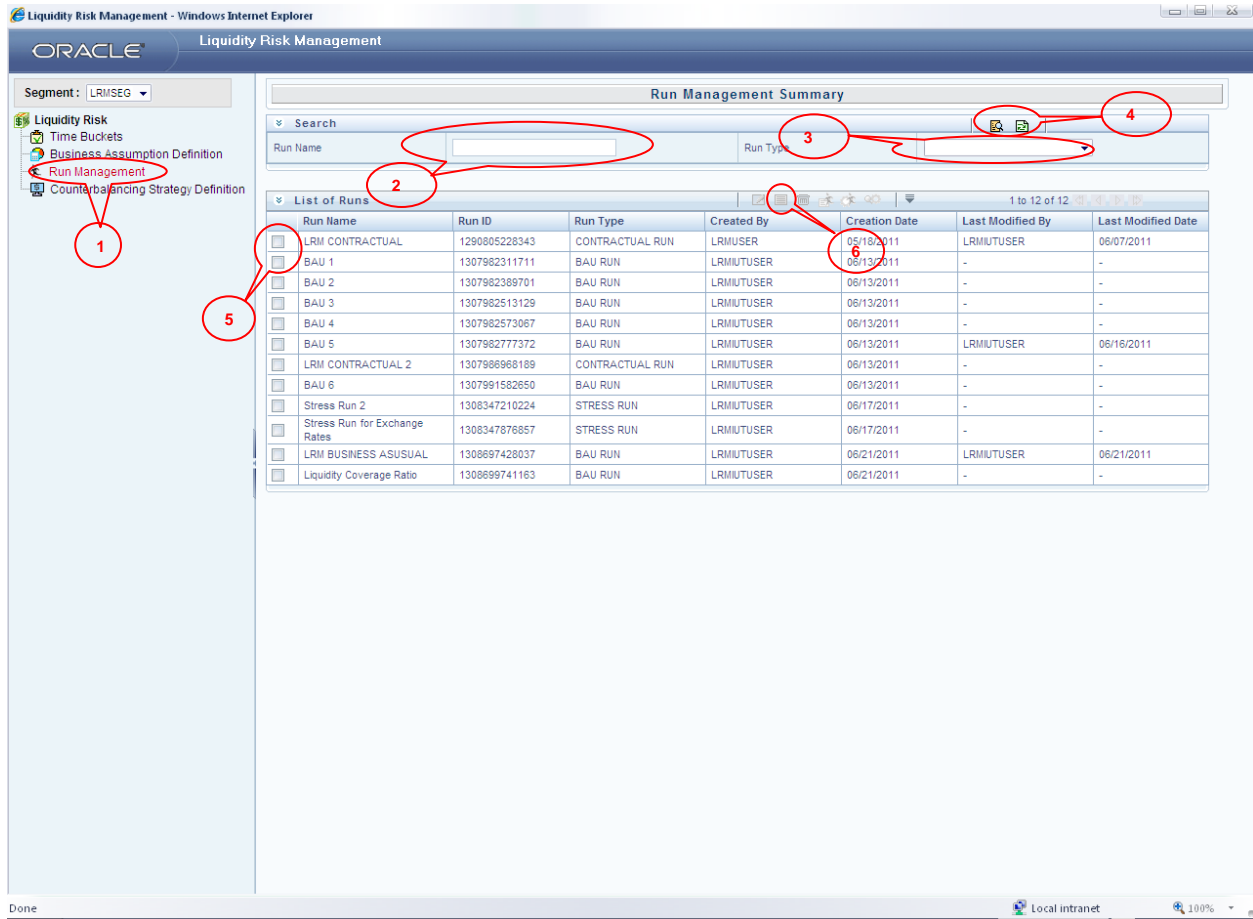 Liquidity Risk Management - Windows Internet Explorer
ORACLE
Liquidity Risk Management
Segment : LRMSEG
Liquidity Risk
Time Buckets
Business Assumption Definition
Run Management
Counterbalancing Strategy Definition
1
Run Management Summary
Search
Run Name
Run Type
2
3
4
List of Runs
1 to 12 of 12
Run Name Run ID Run Type Created By Creation Date Last Modified By Last Modified Date
LRM CONTRACTUAL 1290805228343 CONTRACTUAL RUN LRMUSER 05/18/2011 LRMIUTUSER 06/07/2011
BAU 1 1307982311711 BAU RUN LRMIUTUSER 06/13/2011 - -
BAU 2 1307982389701 BAU RUN LRMIUTUSER 06/13/2011 - -
BAU 3 1307982513129 BAU RUN LRMIUTUSER 06/13/2011 - -
BAU 4 1307982573067 BAU RUN LRMIUTUSER 06/13/2011 - -
BAU 5 1307982777372 BAU RUN LRMIUTUSER 06/13/2011 LRMIUTUSER 06/16/2011
LRM CONTRACTUAL 2 1307986968189 CONTRACTUAL RUN LRMIUTUSER 06/13/2011 - -
BAU 6 1307991582650 BAU RUN LRMIUTUSER 06/13/2011 - -
Stress Run 2 1308347210224 STRESS RUN LRMIUTUSER 06/17/2011 - -
Stress Run for Exchange Rates 1308347876857 STRESS RUN LRMIUTUSER 06/17/2011 - -
LRM BUSINESS ASUSUAL 1308697428037 BAU RUN LRMIUTUSER 06/21/2011 LRMIUTUSER 06/21/2011
Liquidity Coverage Ratio 1308699741163 BAU RUN LRMIUTUSER 06/21/2011 - -
5
6
Done
Local intranet
100%